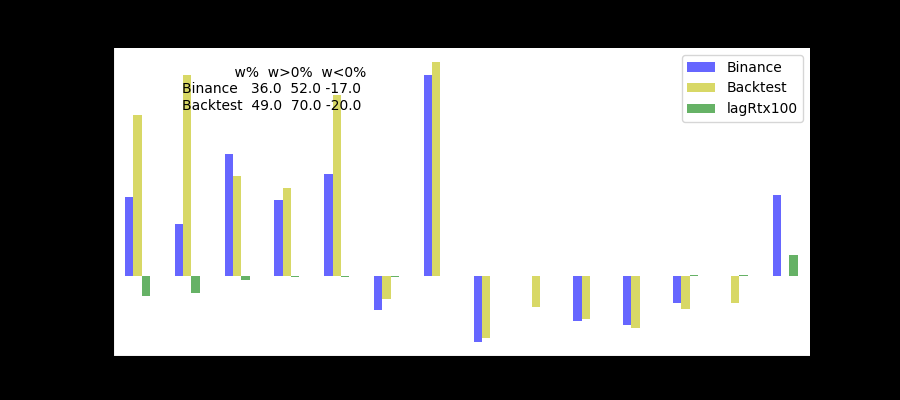 w% w>0% w<0%
Binance 36.0 52.0 -17.0
Backtest 49.0 70.0 -20.0
Binance
Backtest
lagRtx100